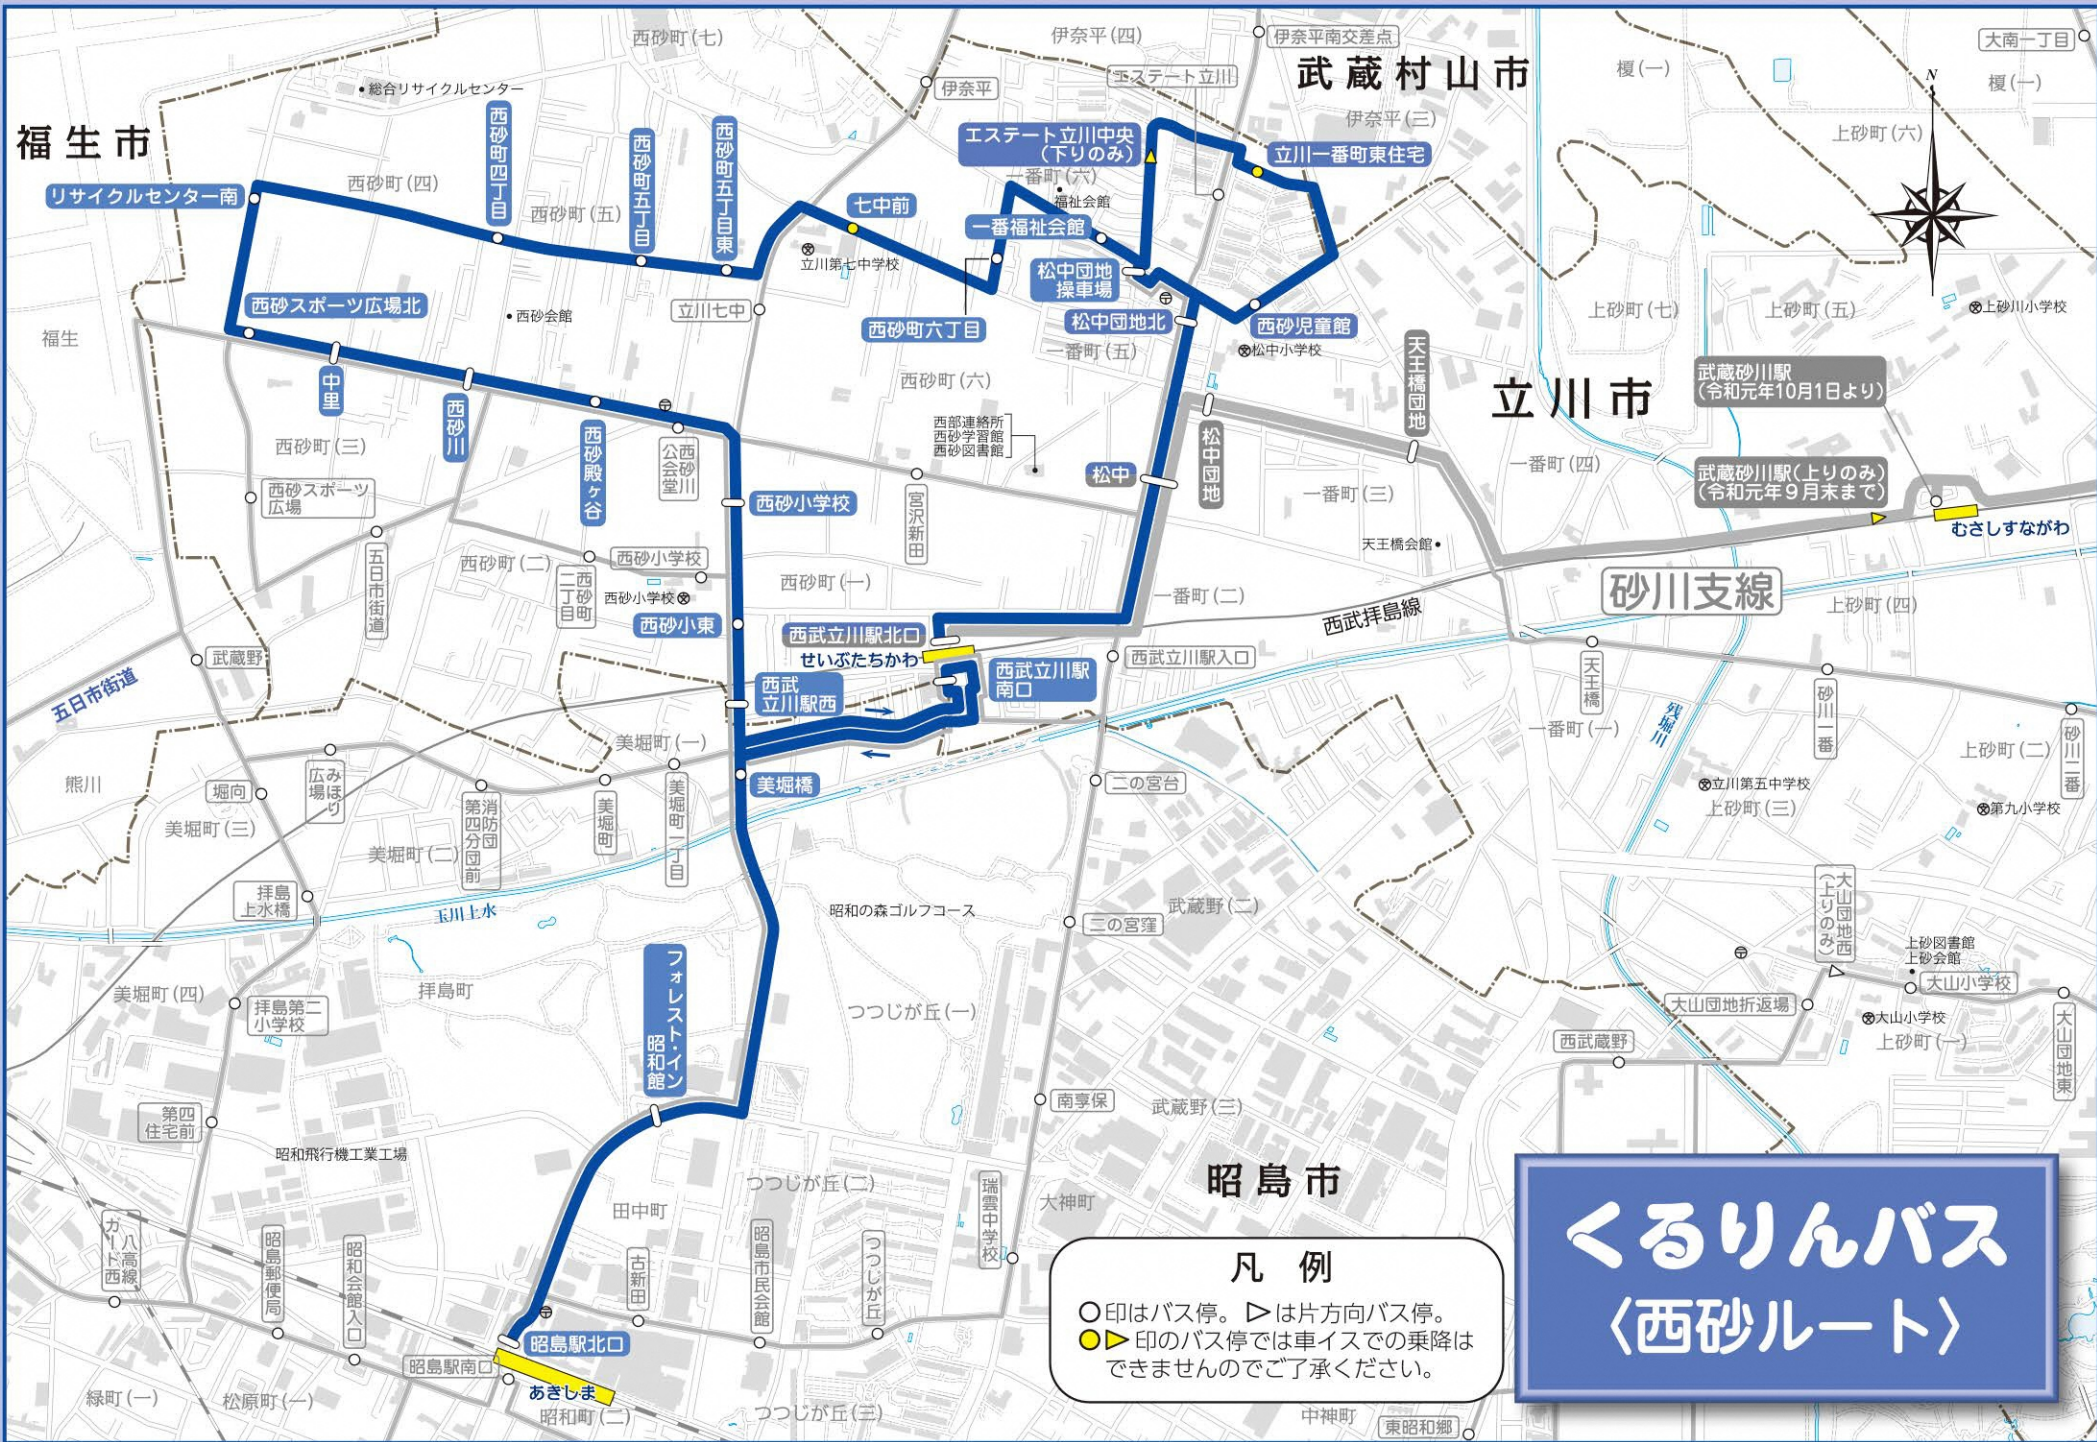 西砂町(七)
伊奈平(四)
伊奈平南交差点
大南一丁目
武蔵村山市
榎(一)
榎(一)
N
エステート立川
伊奈平
総合リサイクルセンター
伊奈平(三)
上砂町(六)
福生市
西砂町四丁目
西砂町五丁目
西砂町五丁目東
エステート立川中央
(下りのみ)
立川一番町東住宅
リサイクルセンター南
西砂町(四)
西砂町(五)
七中前
一番町(六)
福祉会館
一番福祉会館
立川第七中学校
松中団地
操車場
西砂スポーツ広場北
西砂会館
立川七中
西砂町六丁目
松中団地北
西砂児童館
上砂町(七)
上砂町(五)
上砂川小学校
福生
一番町(五)
松中小学校
天王橋団地
中里
西砂川
西砂殿ヶ谷
西砂川
公会堂
西砂町(六)
立川市
武蔵砂川駅
(令和元年10月1日より)
西部連絡所
西砂学習館
西砂図書館
西砂町(三)
松中
松中団地
一番町(四)
武蔵砂川駅(上りのみ)
(令和元年9月末まで)
西砂スポーツ
広場
西砂小学校
宮沢新田
一番町(三)
むさしすながわ
天王橋会館
五日市街道
西砂町(二)
西砂町
二丁目
西砂小学校
西砂小学校
西砂町(一)
一番町(二)
砂川支線
上砂町(四)
西砂小東
西武立川駅北口
せいぶたちかわ
西武拝島線
武蔵野
五日市街道
西武
立川駅西
西武立川駅
南口
西武立川駅入口
天王橋
砂川一番
砂川二番
残堀川
一番町(一)
上砂町(二)
美堀町(一)
熊川
堀向
みほり
広場
消防団
第四分団前
美堀町
美堀町一丁目
美堀橋
二の宮台
立川第五中学校
上砂町(三)
第九小学校
美堀町(三)
美堀町(二)
拝島
上水橋
玉川上水
昭和の森ゴルフコース
二の宮窪
武蔵野(二)
大山団地西
(上りのみ)
上砂図書館
上砂会館
美堀町(四)
拝島第二
小学校
拝島町
フォレスト・イン
昭和館
つつじが丘(一)
大山団地折返場
大山小学校
大山小学校
西武蔵野
上砂町(一)
大山団地東
第四
住宅前
南享保
武蔵野(三)
昭和飛行機工業工場
つつじが丘(二)
昭島市
田中町
瑞雲中学校
大神町
八高線
ガード西
昭島郵便局
昭和会館入口
古新田
昭島市民会館
つつじが丘
昭島駅北口
昭島駅南口
あきしま
緑町(一)
松原町(一)
昭和町(二)
つつじが丘(三)
中神町
東昭和郷
凡 例
○印はバス停。▷は片方向バス停。
●▶印のバス停では車イスでの乗降は
できませんのでご了承ください。
くるりんバス
〈西砂ルート〉